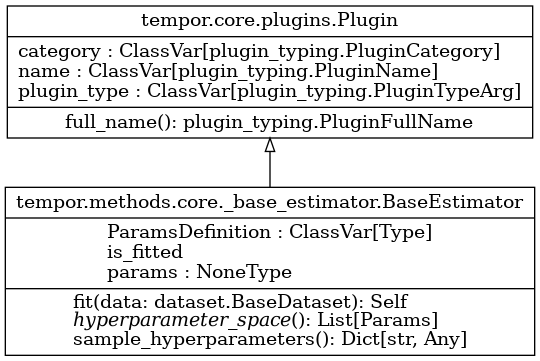 tempor.core.plugins.Plugin
category : ClassVar[plugin_typing.PluginCategory]
name : ClassVar[plugin_typing.PluginName]
plugin_type : ClassVar[plugin_typing.PluginTypeArg]
full_name(): plugin_typing.PluginFullName
tempor.methods.core._base_estimator.BaseEstimator
ParamsDefinition : ClassVar[Type]
is_fitted
params : NoneType
fit(data: dataset.BaseDataset): Self
hyperparameter_space(): List[Params]
sample_hyperparameters(): Dict[str, Any]